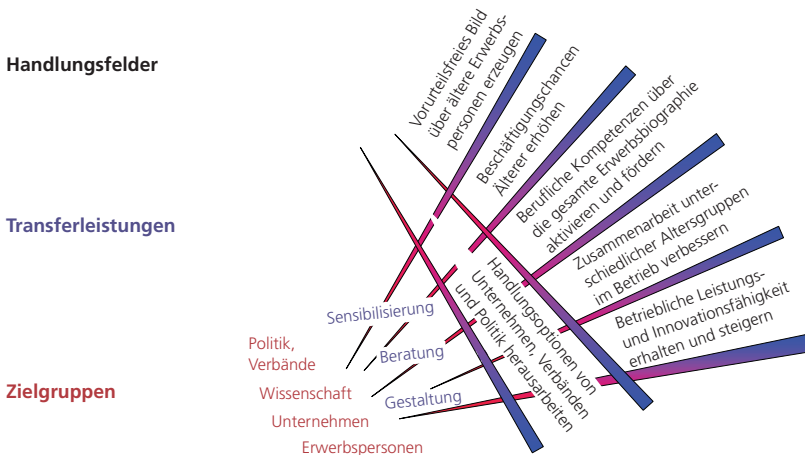 Handlungsfelder
Vorurteilsfreies Bild
über ältere Erwerbs-
personen erzeugen
Beschäftigungschancen
Älterer erhöhen
Berufliche Kompetenzen über
die gesamte Erwerbsbiographie
aktivieren und fördern
Zusammenarbeit unter-
schiedlicher Altersgruppen
im Betrieb verbessern
Betriebliche Leistungs-
und Innovationsfähigkeit
erhalten und steigern
Handlungsoptionen von
Unternehmen, Verbänden
und Politik herausarbeiten
Transferleistungen
Sensibilisierung
Beratung
Gestaltung
Zielgruppen
Politik,
Verbände
Wissenschaft
Unternehmen
Erwerbspersonen